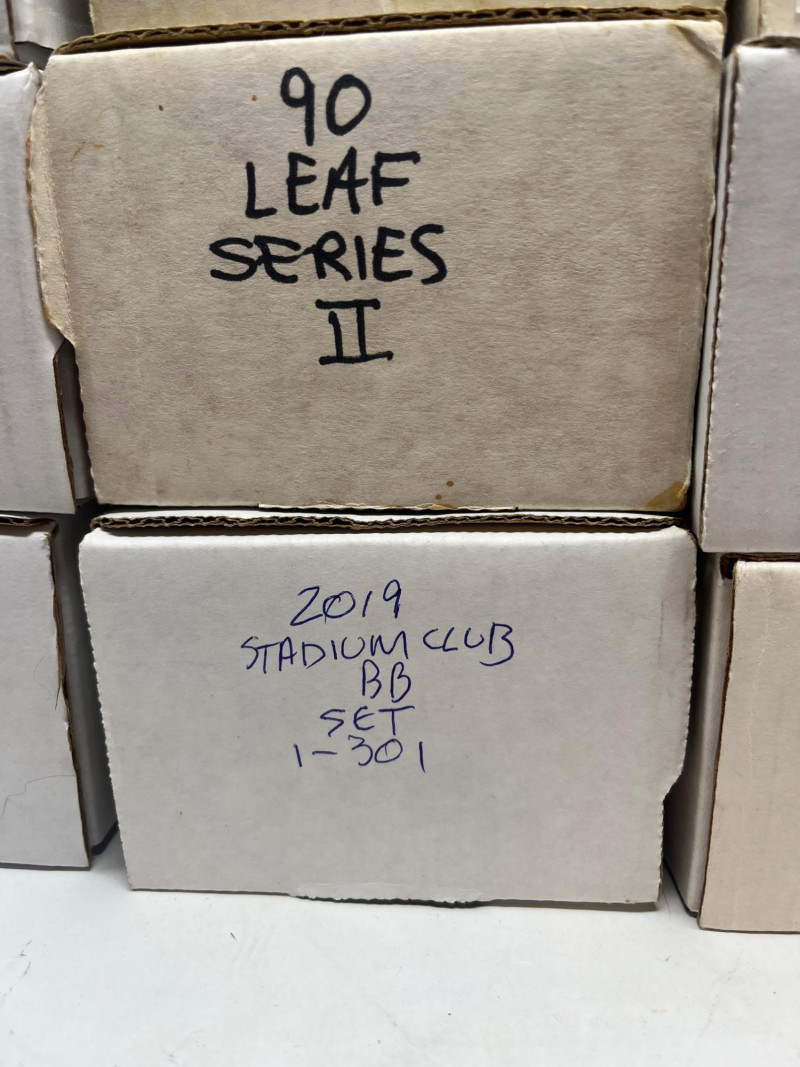 90
LEAF
SERIES
II
2019
STADIUM CLUB
BB
SET
1-301